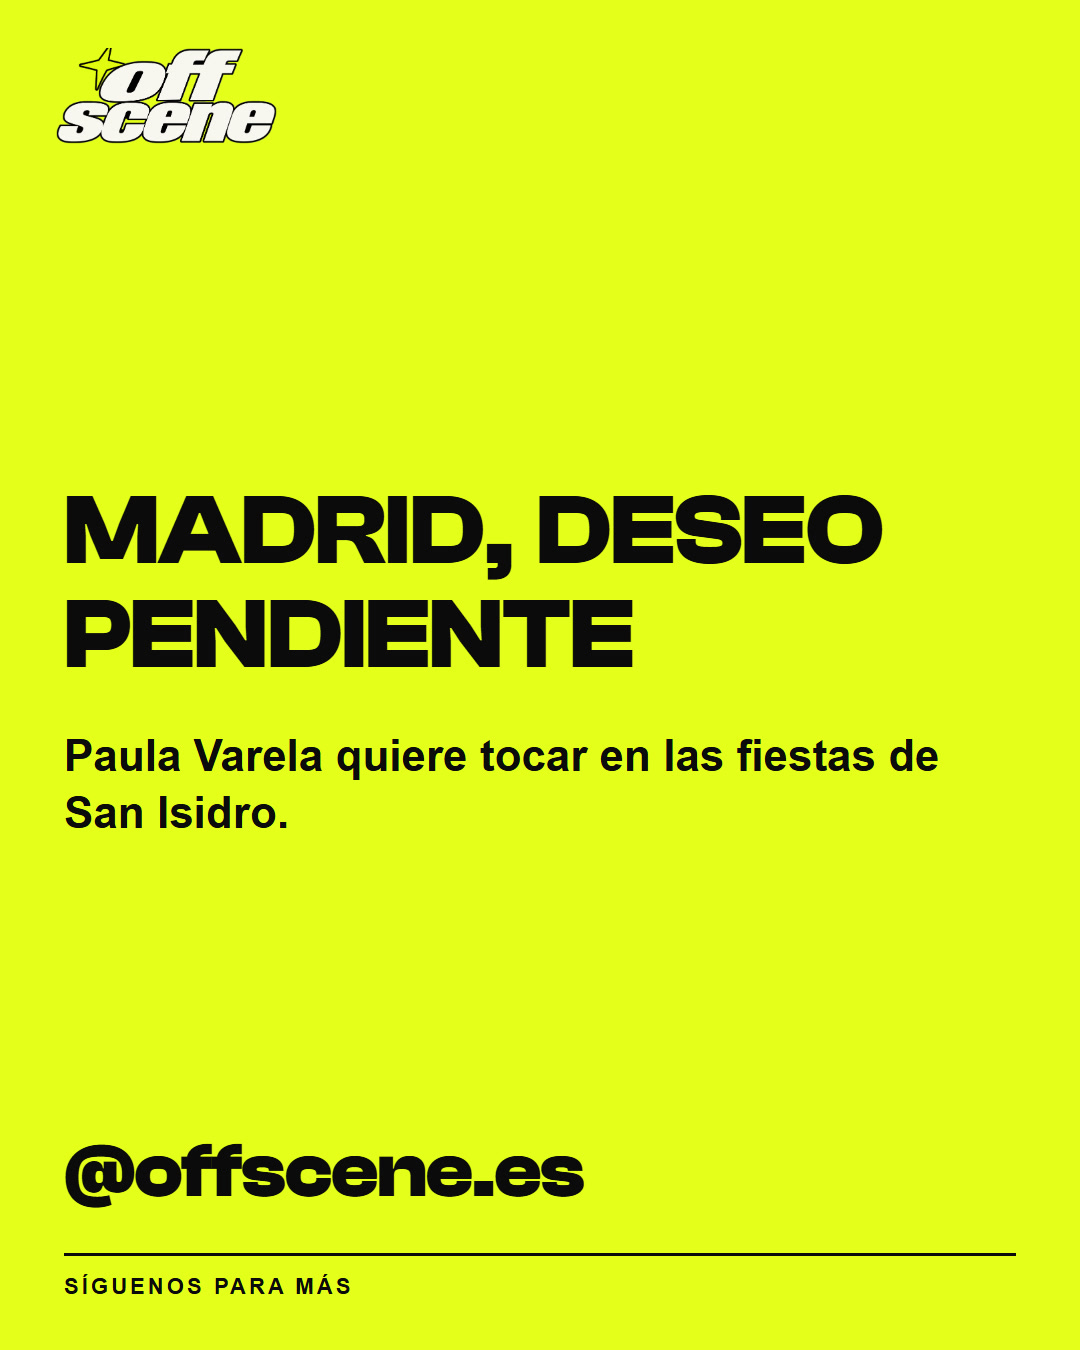 off
scene
MADRID, DESEO
PENDIENTE
Paula Varela quiere tocar en las fiestas de
San Isidro.
@offscene.es
SÍGUENOS PARA MÁS